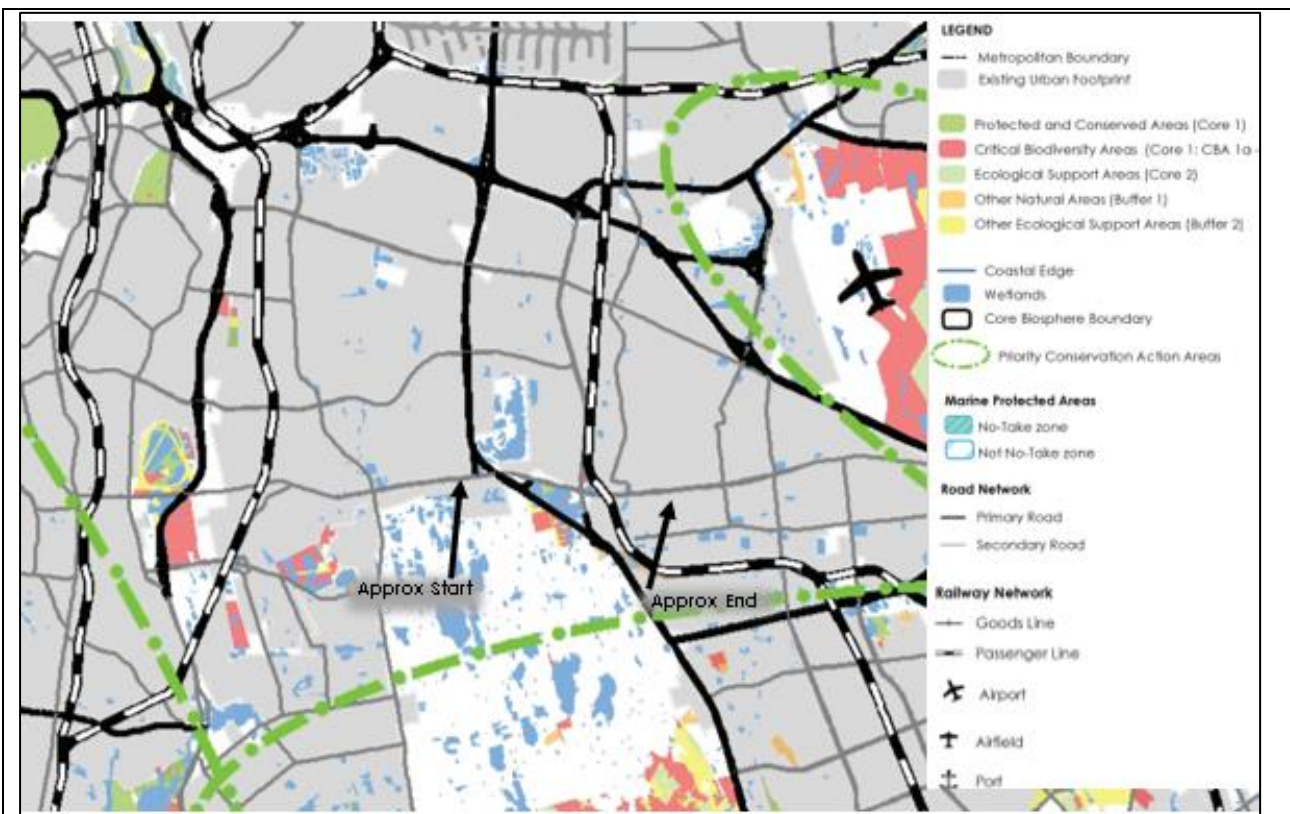 LEGEND
Metropolitan Boundary
Existing Urban Footprint
Protected and Conserved Areas (Core 1)
Critical Biodiversity Areas (Core 1: CBA 1a -
Ecological Support Areas (Core 2)
Other Natural Areas (Buffer 1)
Other Ecological Support Areas (Buffer 2)
Coastal Edge
Wetlands
Core Biosphere Boundary
Priority Conservation Action Areas
Marine Protected Areas
No-Take zone
Not No-Take zone
Road Network
Primary Road
Secondary Road
Railway Network
Goods Line
Passenger Line
Airport
Airfield
Port
Approx Start
Approx End